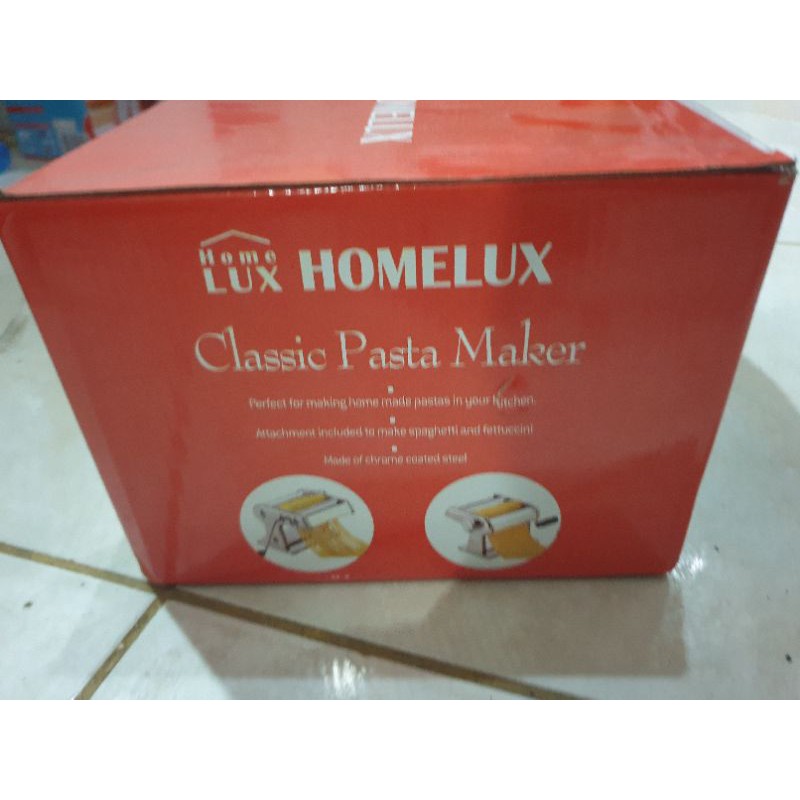 Home
LUX HOMELUX
Classic Pasta Maker
Perfect for making home made pastas in your kitchen.
Attachment included to make spaghetti and fettuccini
Made of chrome coated steel